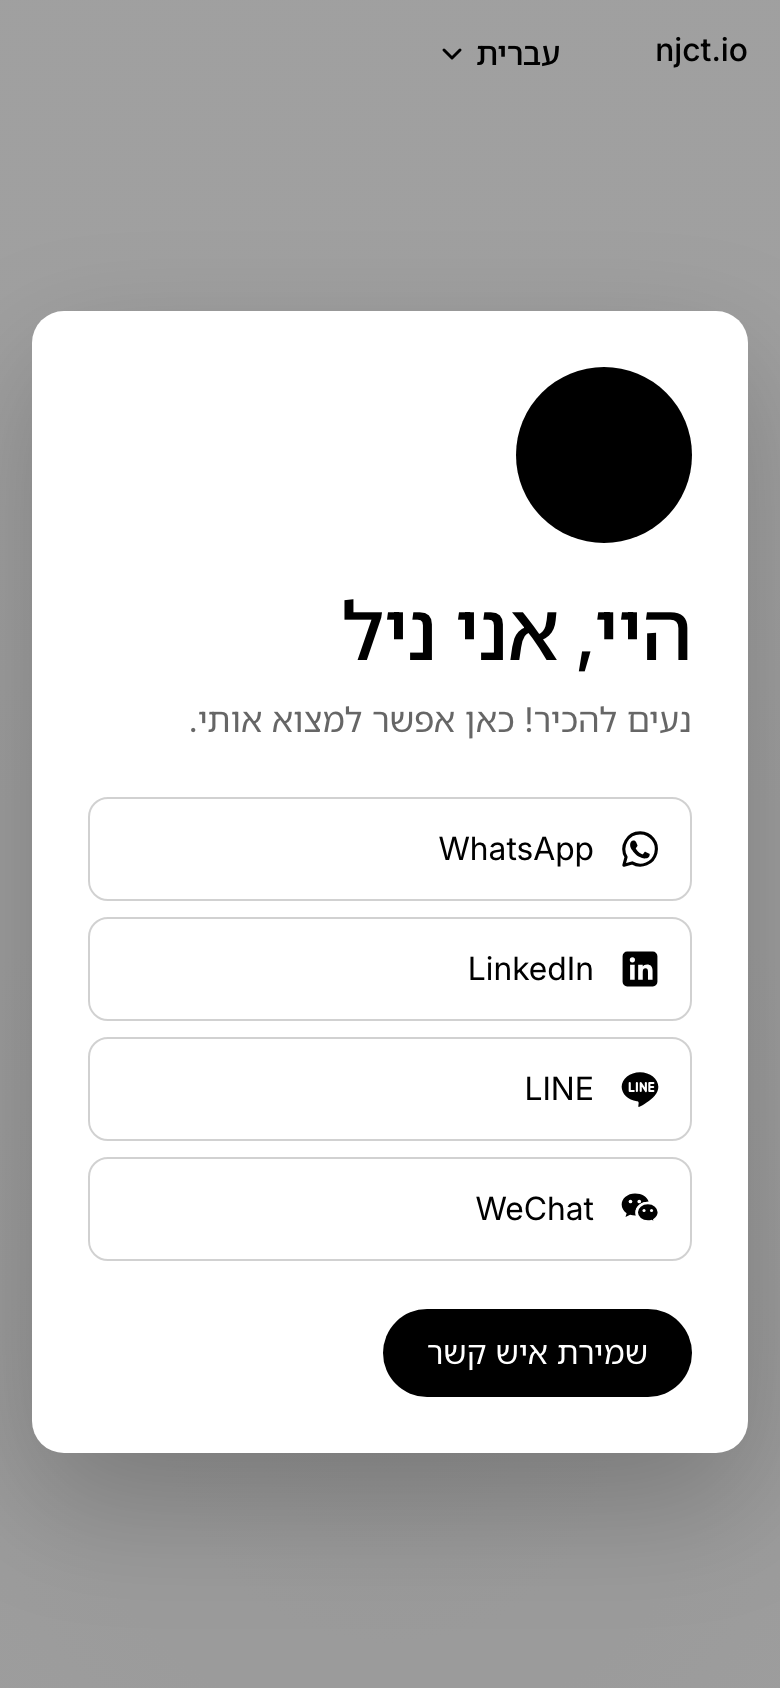 njct.io
עברית
היי, אני ניל
נעים להכיר! כאן אפשר למצוא אותי.
WhatsApp
LinkedIn
LINE
WeChat
שמירת איש קשר